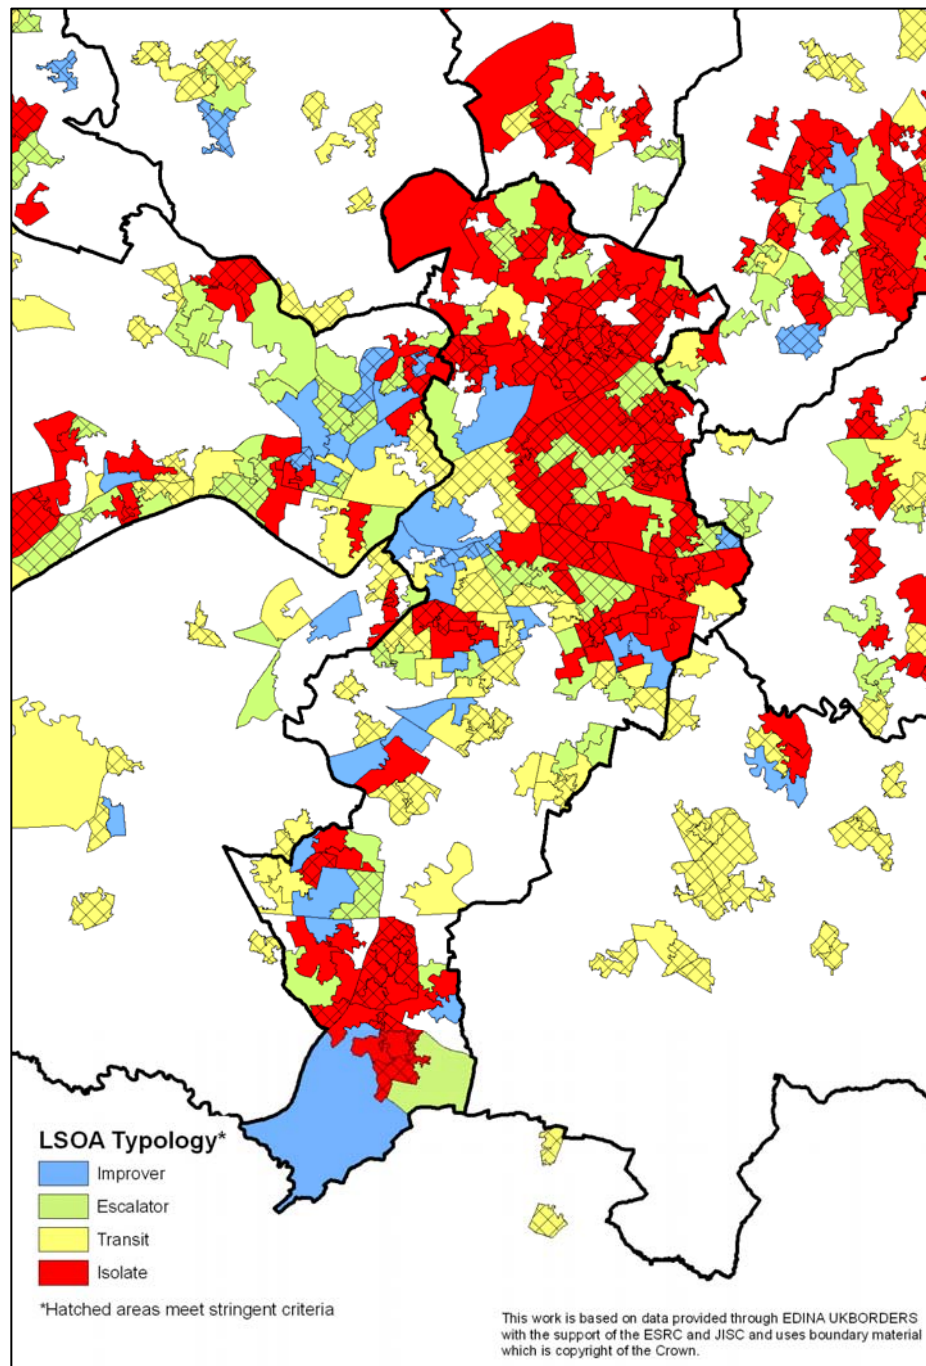 LSOA Typology*
Improver
Escalator
Transit
Isolate
*Hatched areas meet stringent criteria
This work is based on data provided through EDINA UKBORDERS
with the support of the ESRC and JISC and uses boundary material
which is copyright of the Crown.